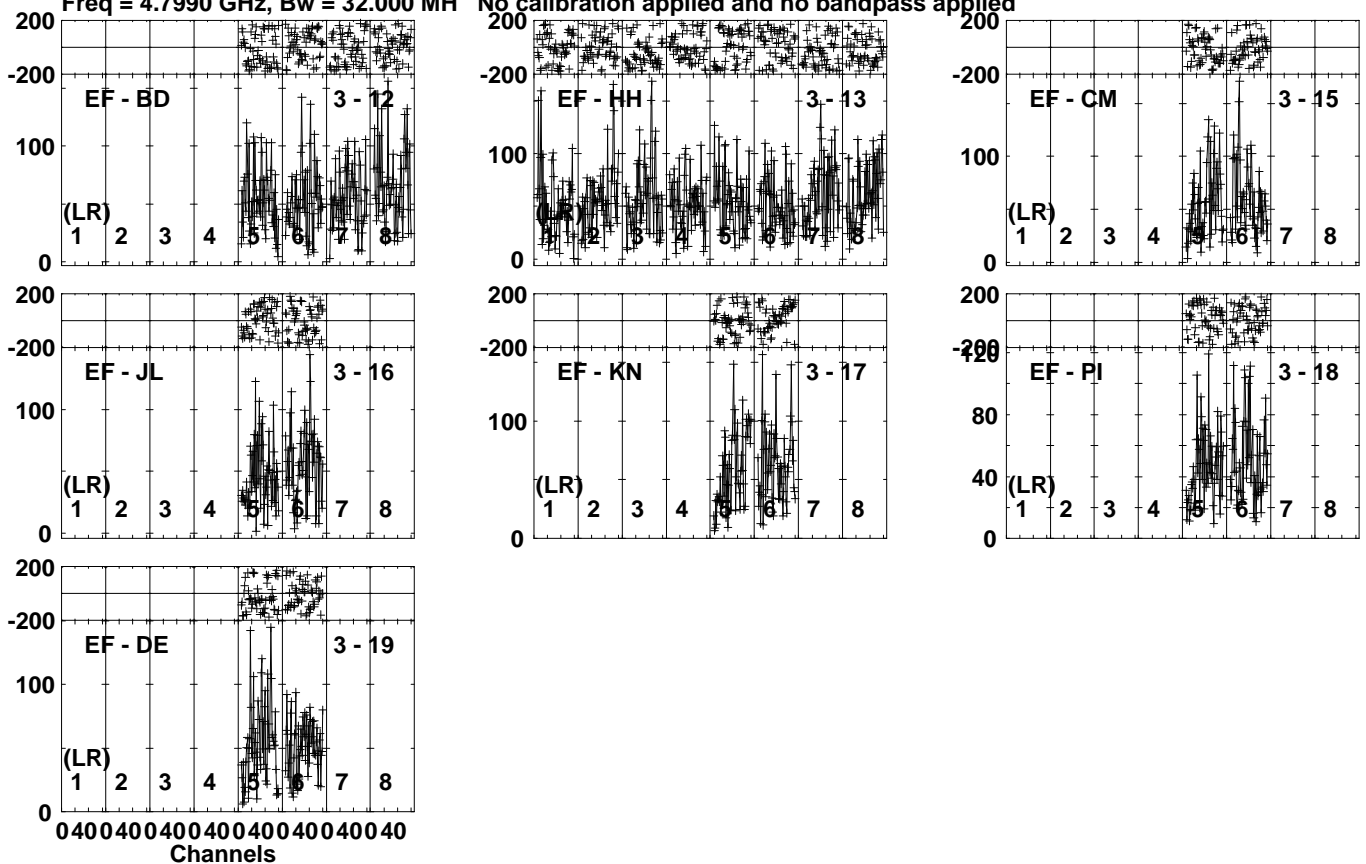 Freq = 4.7990 GHz, Bw = 32.000 MH No calibration applied and no bandpass applied
200
-200
EF - BD 3 - 12
100
(LR)
1 2 3 4 5 6 7 8
0
200
-200
EF - HH 3 - 13
100
(LR)
1 2 3 4 5 6 7 8
0
200
-200
EF - CM 3 - 15
100
(LR)
1 2 3 4 5 6 7 8
0
200
-200
EF - JL 3 - 16
100
(LR)
1 2 3 4 5 6 7 8
0
200
-200
EF - KN 3 - 17
100
(LR)
1 2 3 4 5 6 7 8
0
200
-200
120
EF - PI 3 - 18
80
40
(LR)
1 2 3 4 5 6 7 8
0
200
-200
EF - DE 3 - 19
100
(LR)
1 2 3 4 5 6 7 8
0
0 40 0 40 0 40 0 40 0 40 0 40 0 40 0 40
Channels